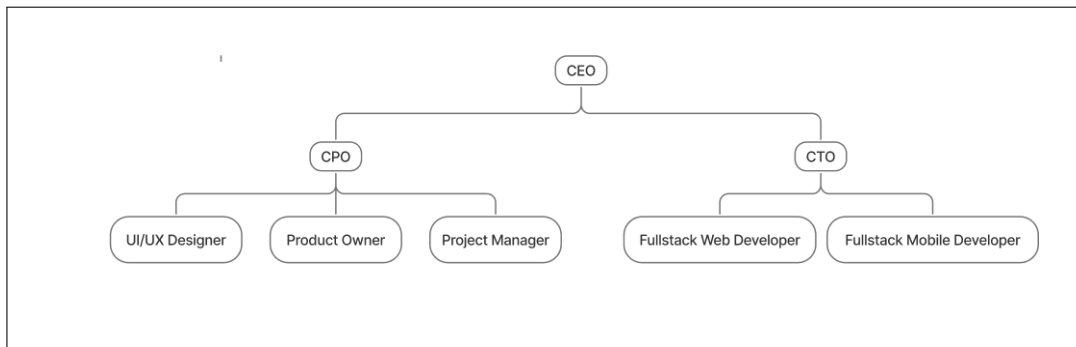 CEO
CPO
CTO
UI/UX Designer
Product Owner
Project Manager
Fullstack Web Developer
Fullstack Mobile Developer